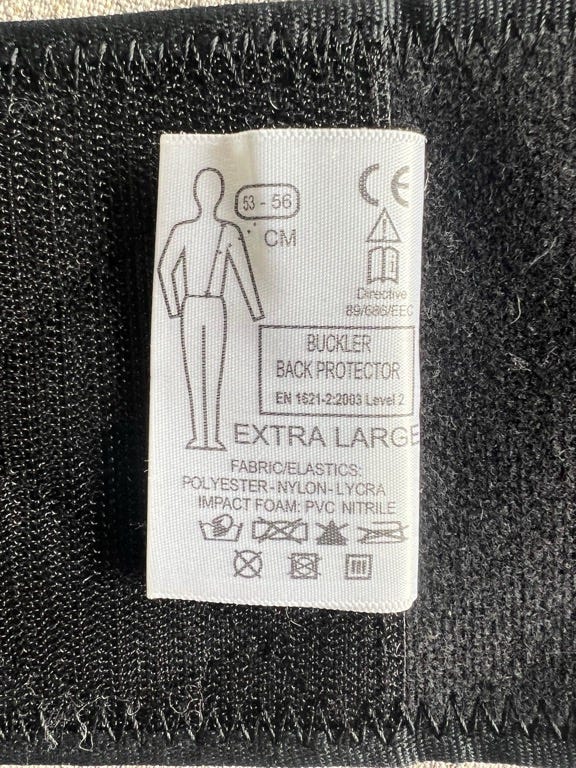 53 - 56
CM
CE
Directive
89/686/EEC
BUCKLER
BACK PROTECTOR
EN 1621-2:2003 Level 2
EXTRA LARGE
FABRIC/ELASTICS:
POLYESTER-NYLON-LYCRA
IMPACT FOAM: PVC NITRILE